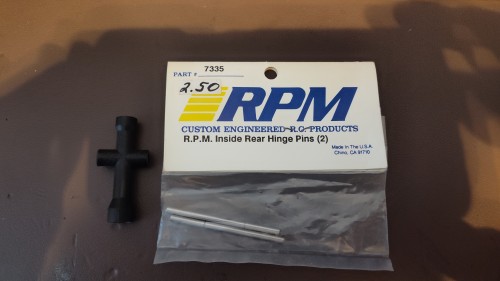 PART # 7335
2.50
RPM
CUSTOM ENGINEERED R.C. PRODUCTS
R.P.M. Inside Rear Hinge Pins (2)
Made In The U.S.A.
Chino, CA 91710